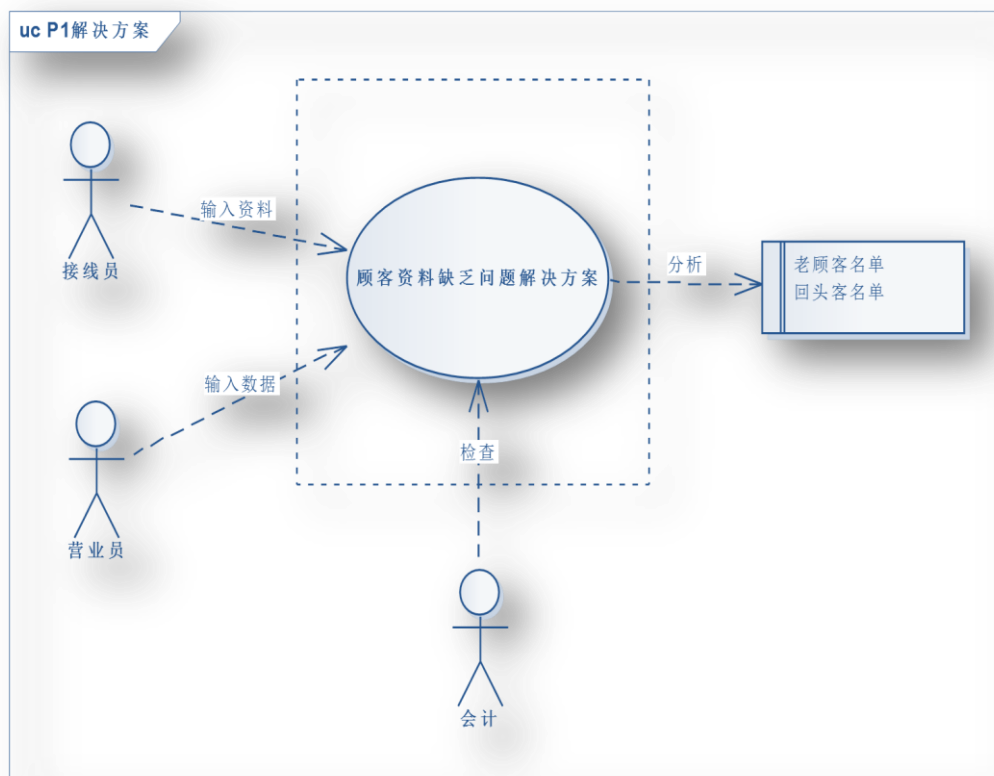 uc P1解决方案
接线员
输入资料
顾客资料缺乏问题解决方案
分析
老顾客名单
回头客名单
输入数据
营业员
检查
会计